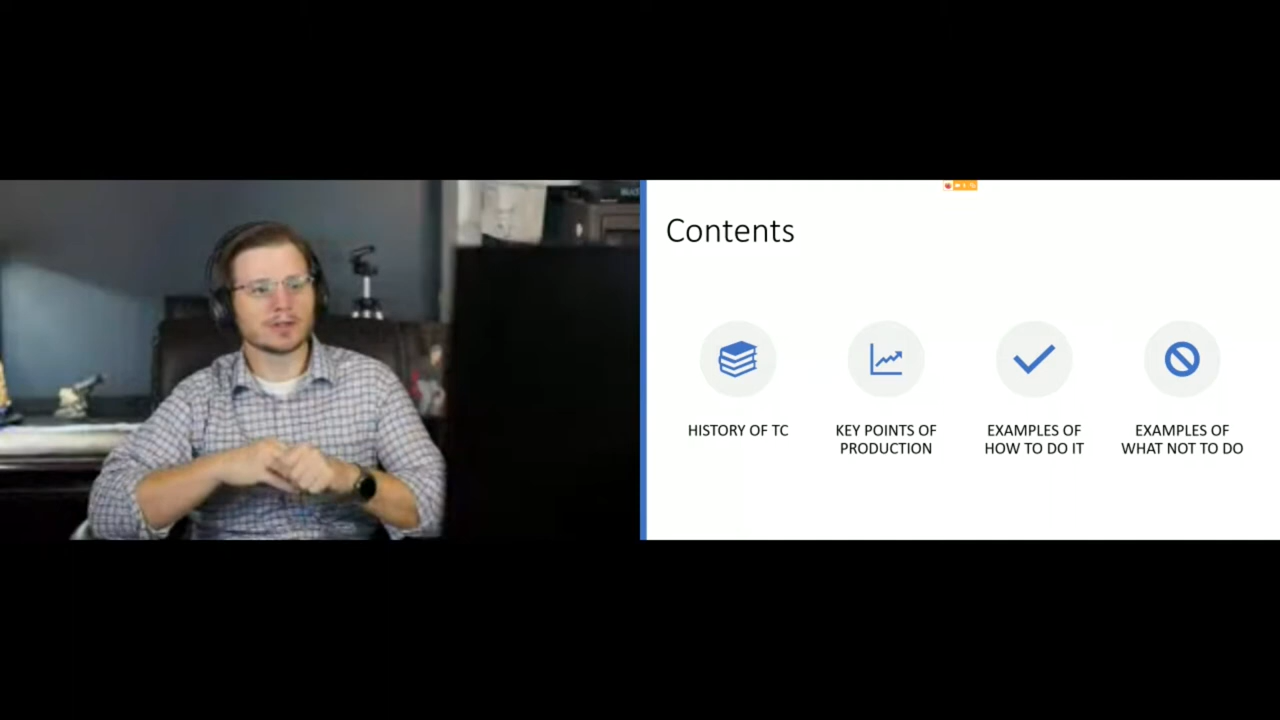 Contents
HISTORY OF TC
KEY POINTS OF
PRODUCTION
EXAMPLES OF
HOW TO DO IT
EXAMPLES OF
WHAT NOT TO DO